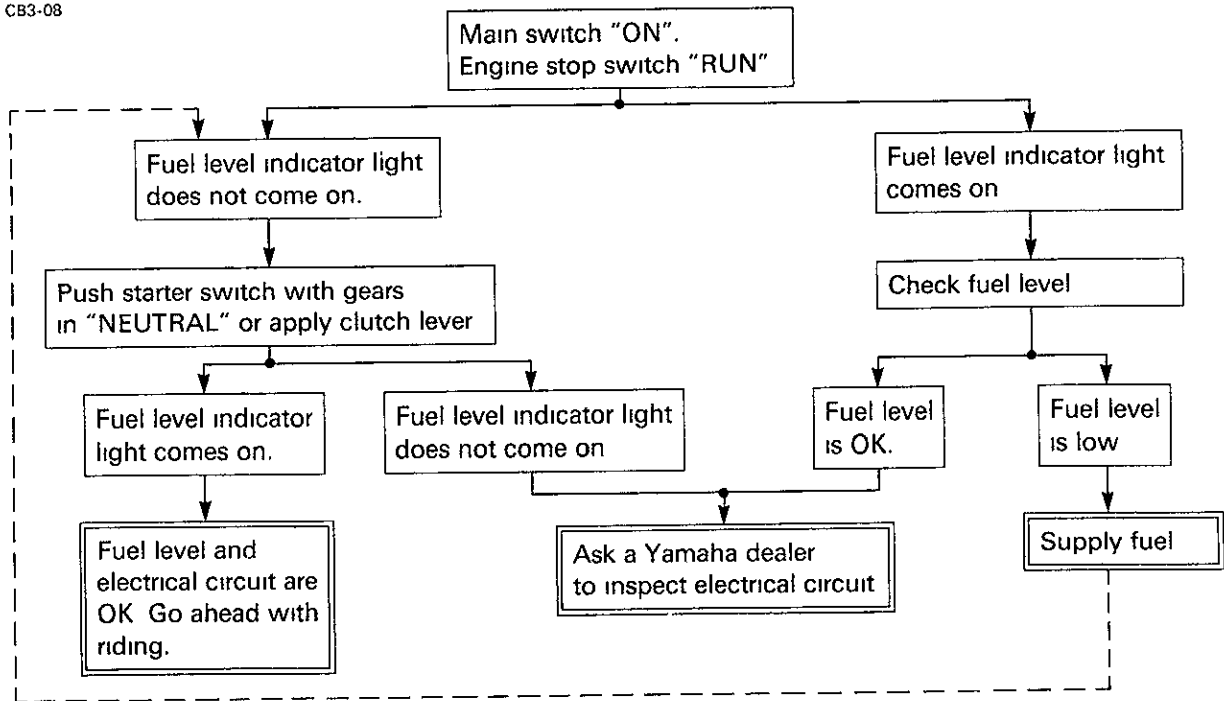 CB3-08
Main switch "ON".
Engine stop switch "RUN"
Fuel level indicator light
does not come on.
Fuel level indicator light
comes on
Push starter switch with gears
in "NEUTRAL" or apply clutch lever
Check fuel level
Fuel level indicator
light comes on.
Fuel level indicator light
does not come on
Fuel level
is OK.
Fuel level
is low
Fuel level and
electrical circuit are
OK Go ahead with
riding.
Ask a Yamaha dealer
to inspect electrical circuit
Supply fuel